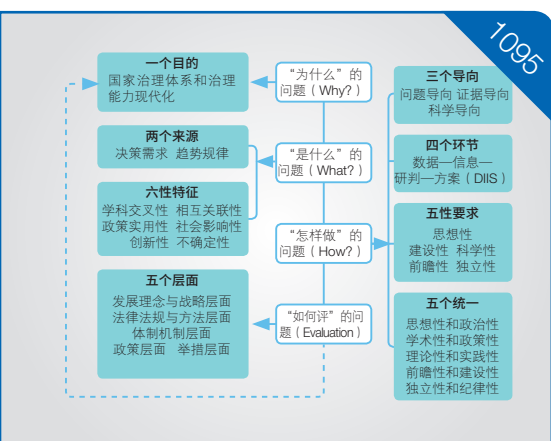 1095
一个目的
国家治理体系和治理
能力现代化
两个来源
决策需求 趋势规律
六性特征
学科交叉性 相互关联性
政策实用性 社会影响性
创新性 不确定性
五个层面
发展理念与战略层面
法律法规与方法层面
体制机制层面
政策层面 举措层面
“为什么”的
问题（Why?）
“是什么”的
问题（What?）
“怎样做”的
问题（How?）
“如何评”的问
题（Evaluation）
三个导向
问题导向 证据导向
科学导向
四个环节
数据—信息—
研判—方案（DIIS）
五性要求
思想性
建设性 科学性
前瞻性 独立性
五个统一
思想性和政治性
学术性和政策性
理论性和实践性
前瞻性和建设性
独立性和纪律性